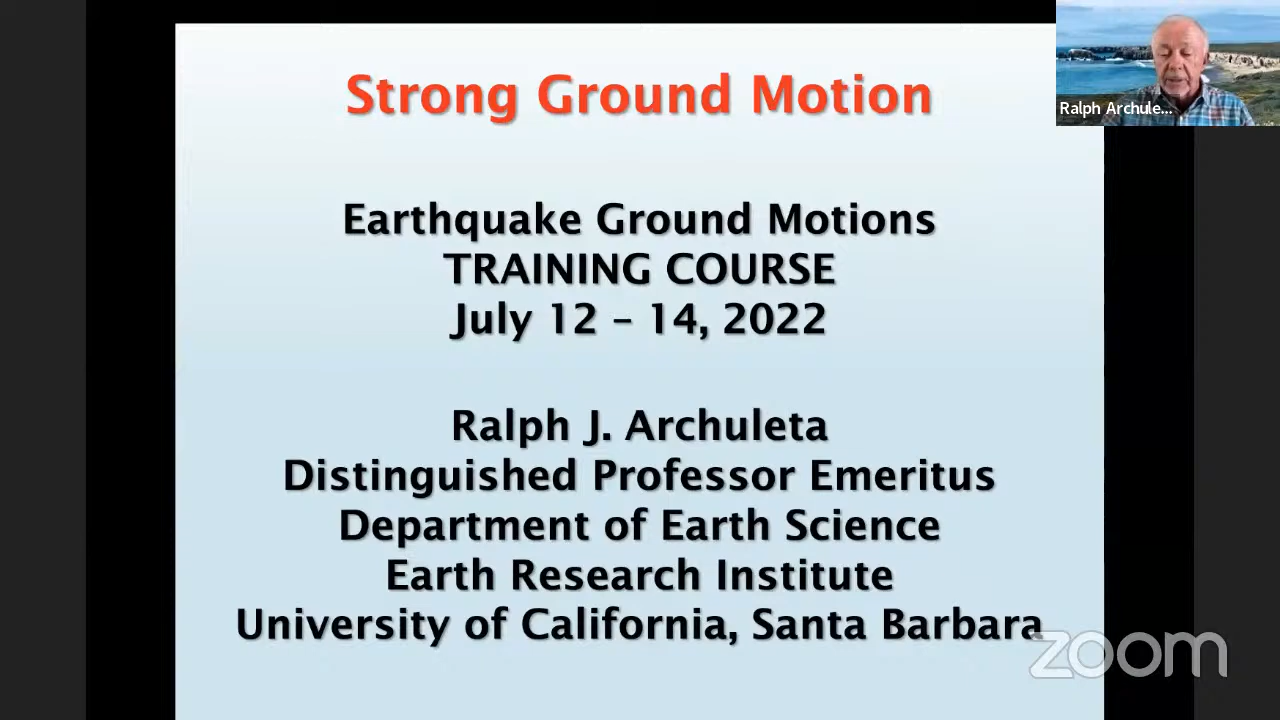 Strong Ground Motion
Ralph Archule...
Earthquake Ground Motions
TRAINING COURSE
July 12 – 14, 2022
Ralph J. Archuleta
Distinguished Professor Emeritus
Department of Earth Science
Earth Research Institute
University of California, Santa Barbara
zoom